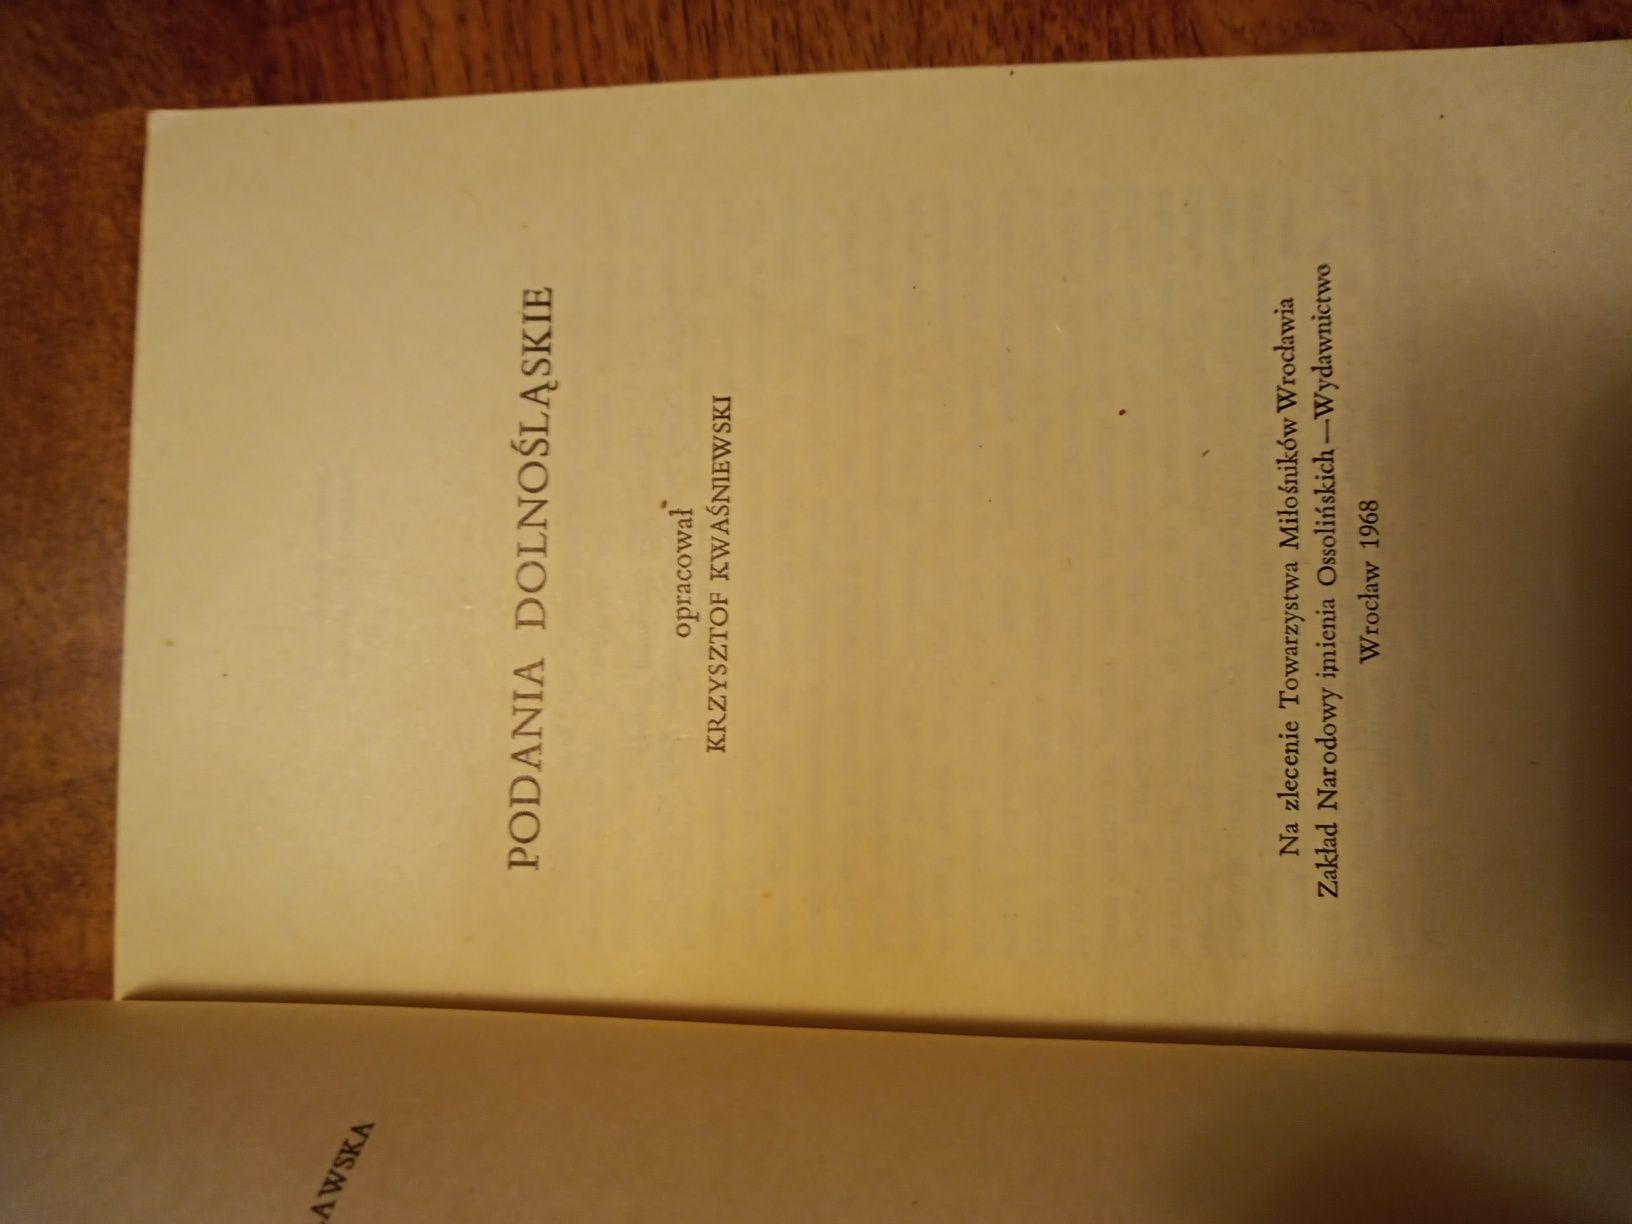 PODANIA DOLNOŚLĄSKIE
opracował
KRZYSZTOF KWAŚNIEWSKI
Na zlecenie Towarzystwa Miłośników Wrocławia
Zakład Narodowy imienia Ossolińskich—Wydawnictwo
Wrocław 1968